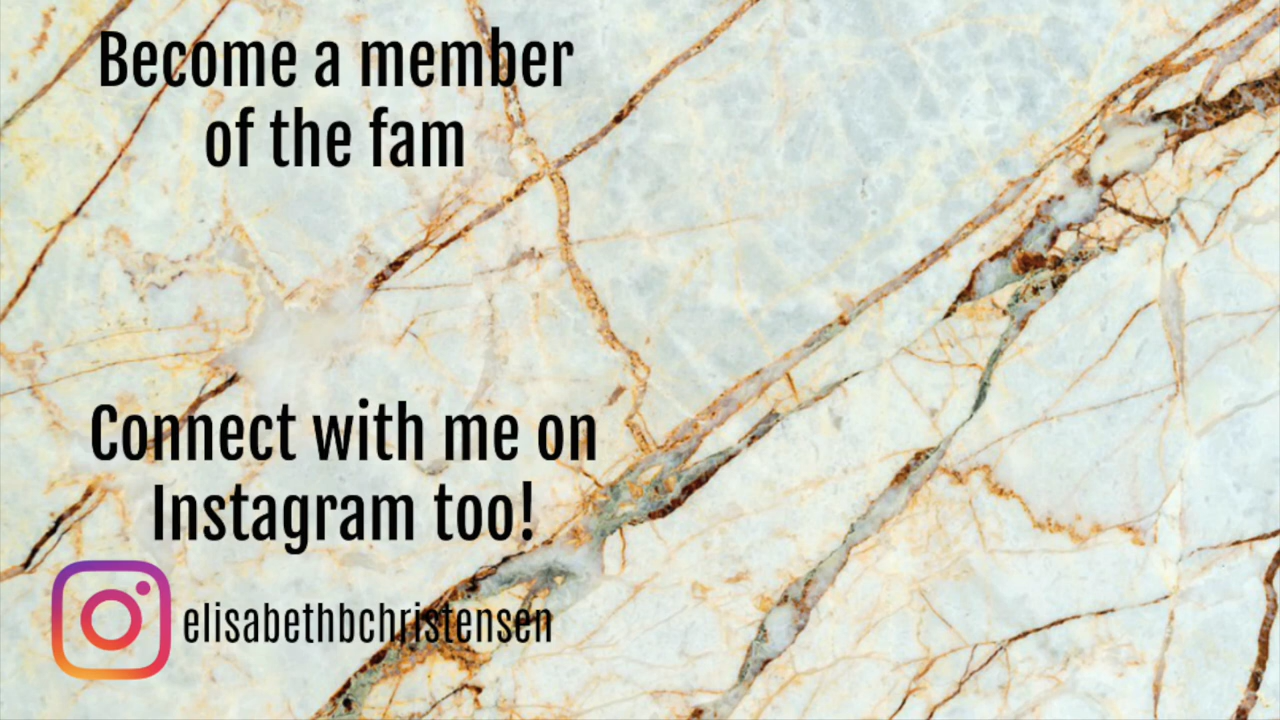 Become a member
of the fam
Connect with me on
Instagram too!
elisabethbchristensen